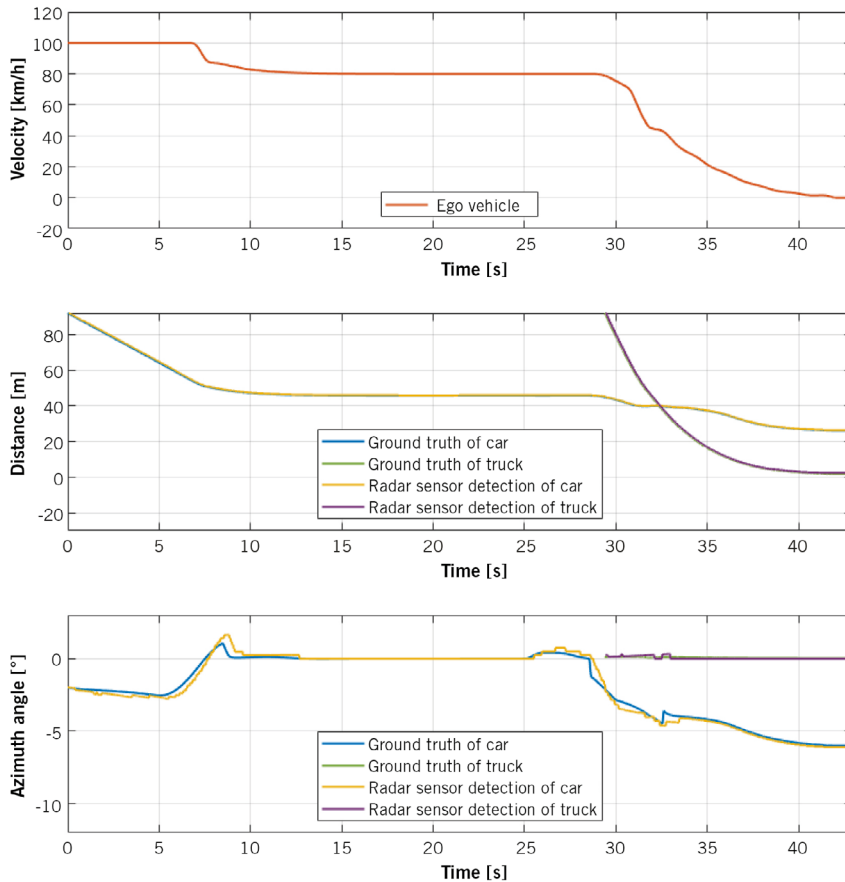 120
100
80
60
40
20
0
-20
Velocity [km/h]
Ego vehicle
0 5 10 15 20 25 30 35 40
Time [s]
80
60
40
20
0
-20
Distance [m]
Ground truth of car
Ground truth of truck
Radar sensor detection of car
Radar sensor detection of truck
0 5 10 15 20 25 30 35 40
Time [s]
0
-5
-10
Azimuth angle [°]
Ground truth of car
Ground truth of truck
Radar sensor detection of car
Radar sensor detection of truck
0 5 10 15 20 25 30 35 40
Time [s]